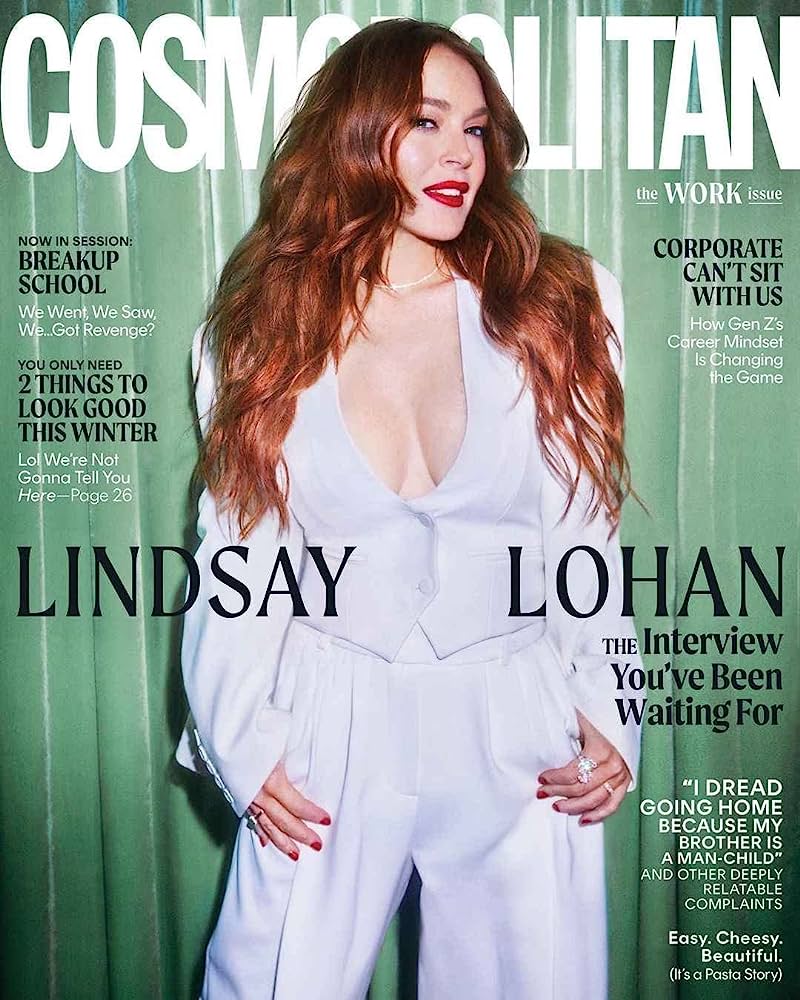 COSMOPOLITAN
the WORK issue
NOW IN SESSION:
BREAKUP
SCHOOL
We Went, We Saw,
We...Got Revenge?
YOU ONLY NEED
2 THINGS TO
LOOK GOOD
THIS WINTER
Lol We're Not
Gonna Tell You
Here—Page 26
CORPORATE
CAN'T SIT
WITH US
How Gen Z's
Career Mindset
Is Changing
the Game
LINDSAY LOHAN
THE Interview
You've Been
Waiting For
“I DREAD
GOING HOME
BECAUSE MY
BROTHER IS
A MAN-CHILD”
AND OTHER DEEPLY
RELATABLE
COMPLAINTS
Easy. Cheesy.
Beautiful.
(It's a Pasta Story)